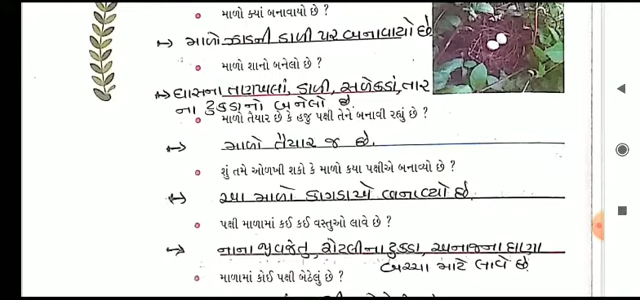 માળો ક્યાં બનાવાયો છે ?
માળો ઝાડની ડાળી પર બનાવાયો છે
માળો શાનો બનેલો છે ?
ઘાસના તાણખલાં, ડાળી, સળેકડાં, તાર
ના ટુકડાનો બનેલો છે.
માળો તૈયાર છે કે હજુ પક્ષી તેને બનાવી રહ્યું છે ?
માળો તૈયાર જ છે.
શું તમે ઓળખી શકો કે માળો કયા પક્ષીએ બનાવ્યો છે ?
આ માળો કાગડાએ બનાવ્યો છે.
પક્ષી માળામાં કઈ કઈ વસ્તુઓ લાવે છે ?
નાના જીવજંતુ, રોટલીના ટુકડા, અનાજના દાણા
બચ્ચા માટે લાવે છે.
માળામાં કોઈ પક્ષી બેઠેલું છે ?